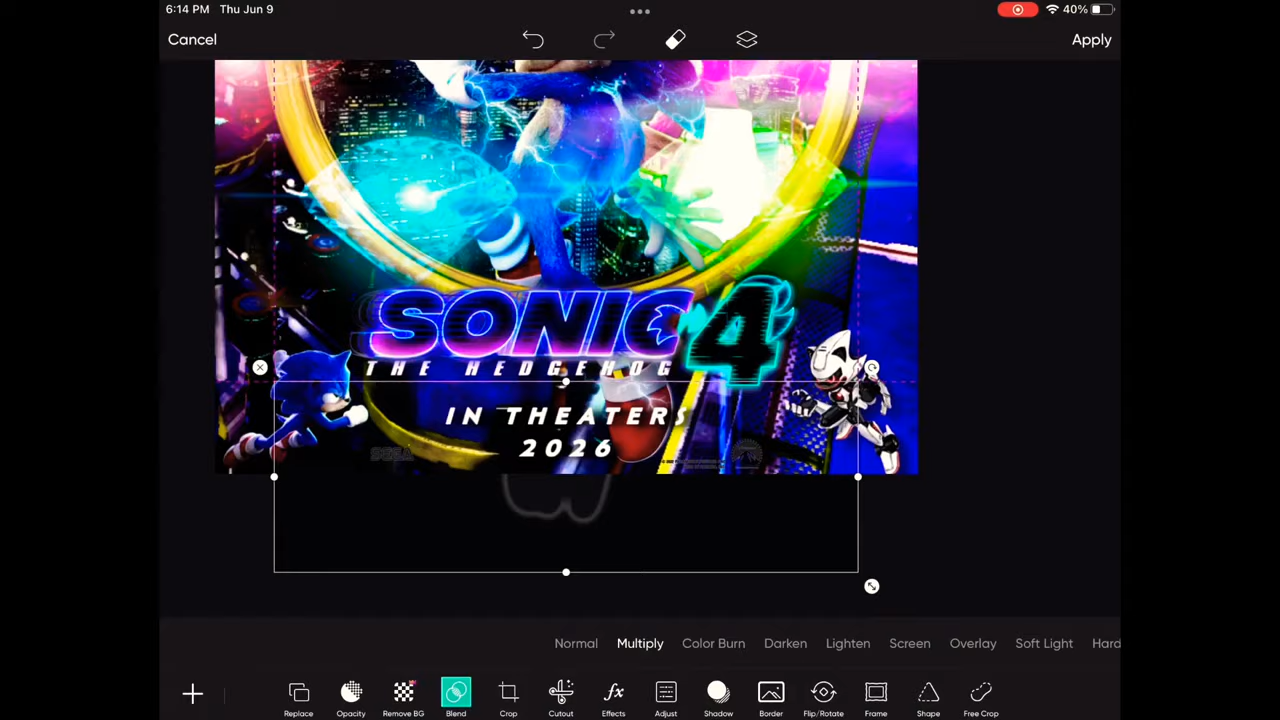 6:14 PM Thu Jun 9
40%
Cancel
Apply
SONIC 4
THE HEDGEHOG
IN THEATERS
2026
SEGA
Normal Multiply Color Burn Darken Lighten Screen Overlay Soft Light Hard
Replace Opacity Remove BG Blend Crop Cutout Effects Adjust Shadow Border Flip/Rotate Frame Shape Free Crop